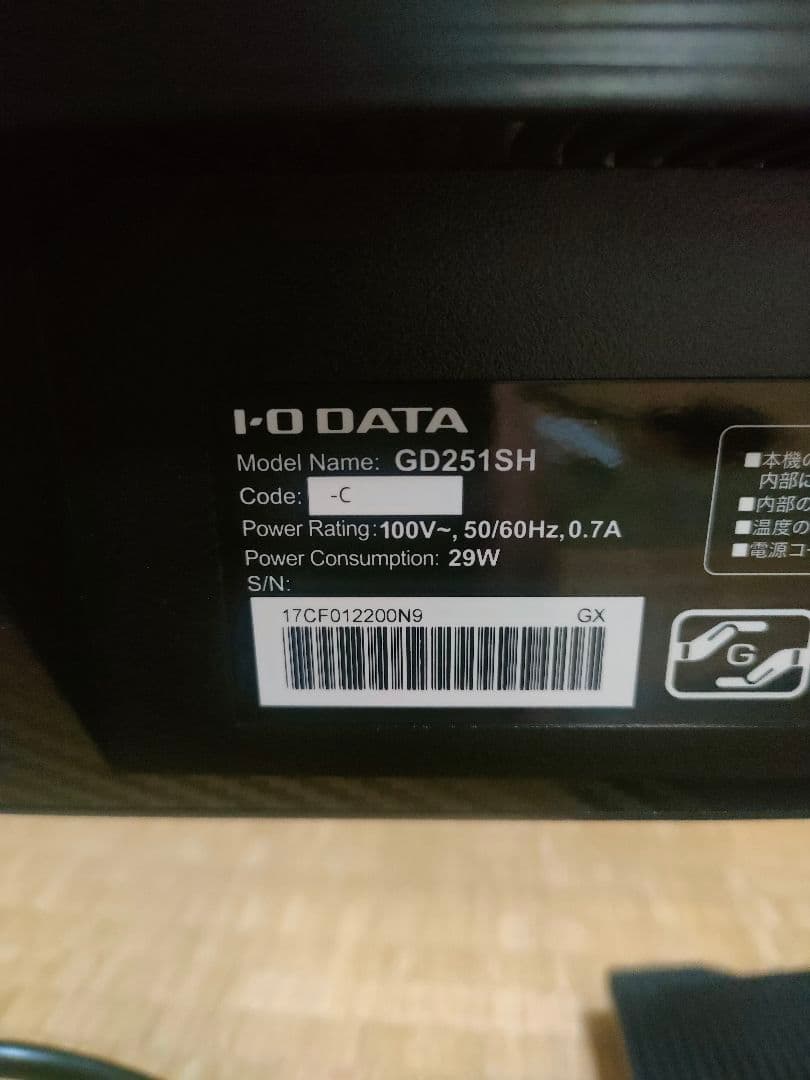 I-O DATA
Model Name: GD251SH
Code: -C
Power Rating: 100V~, 50/60Hz, 0.7A
Power Consumption: 29W
S/N:
17CF012200N9 GX
■本機の
内部に
■内部の
■温度の
■電源コー
G